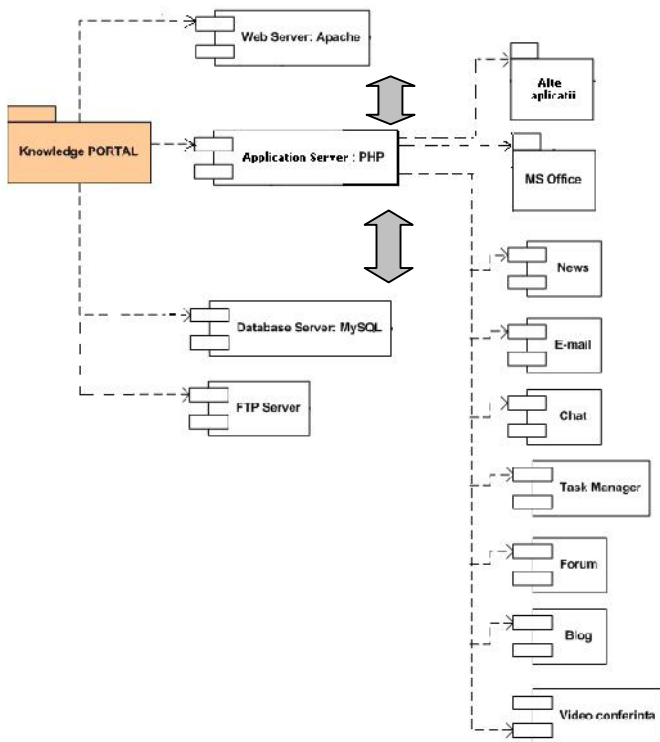 Web Server: Apache
Knowledge PORTAL
Application Server : PHP
Alte
aplicatii
MS Office
News
Database Server: MySQL
E-mail
FTP Server
Chat
Task Manager
Forum
Blog
Video conferinta